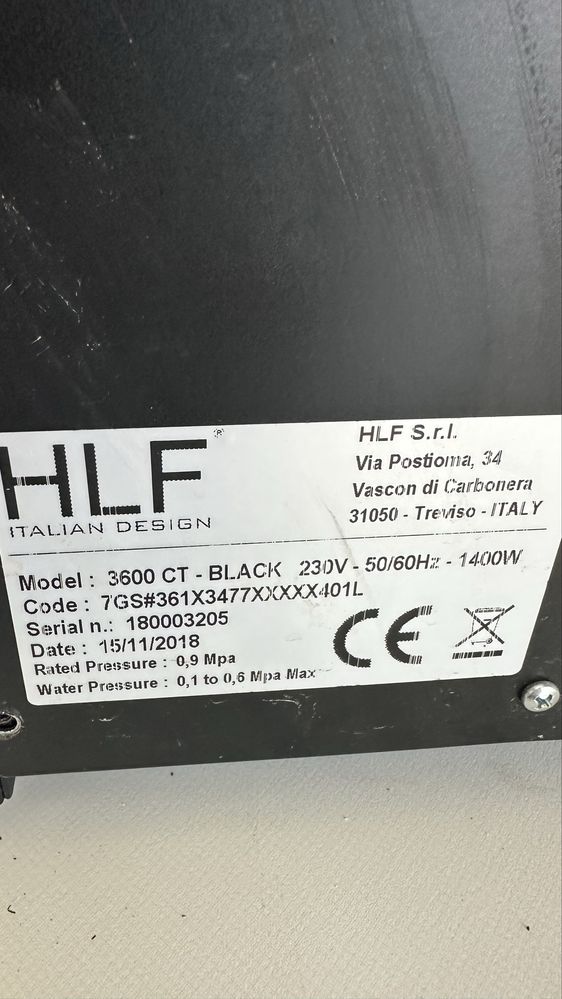 HLF®
ITALIAN DESIGN
HLF S.r.l.
Via Postioma, 34
Vascon di Carbonera
31050 - Treviso - ITALY
Model : 3600 CT - BLACK 230V - 50/60Hz - 1400W
Code : 7GS#361X3477XXXXX401L
Serial n.: 180003205
Date : 15/11/2018
Rated Pressure : 0,9 Mpa
Water Pressure : 0,1 to 0,6 Mpa Max
CE